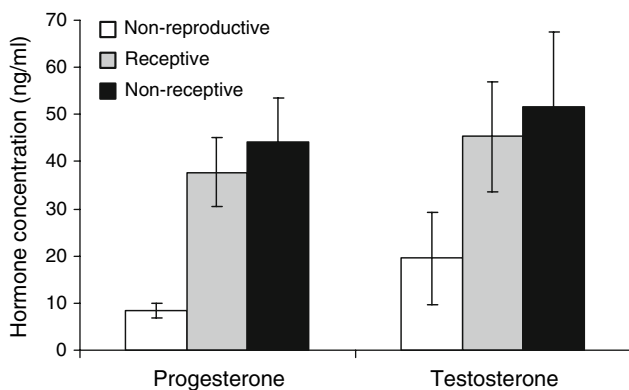 Hormone concentration (ng/ml)
70
60
50
40
30
20
10
0
Non-reproductive
Receptive
Non-receptive
Progesterone
Testosterone